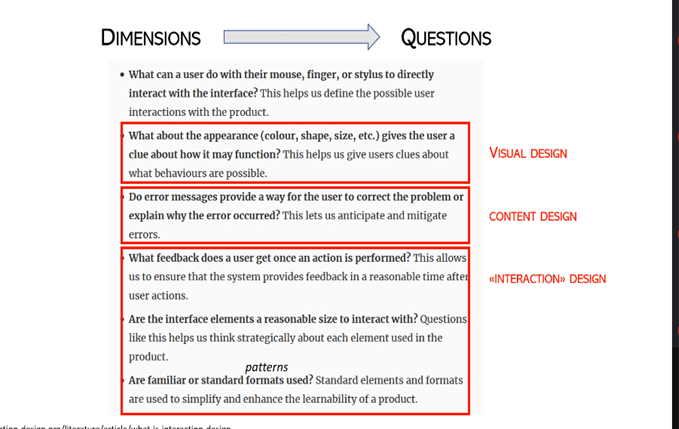 DIMENSIONS
QUESTIONS
• What can a user do with their mouse, finger, or stylus to directly
interact with the interface? This helps us define the possible user
interactions with the product.
• What about the appearance (colour, shape, size, etc.) gives the user a
clue about how it may function? This helps us give users clues about
what behaviours are possible.
VISUAL DESIGN
• Do error messages provide a way for the user to correct the problem or
explain why the error occurred? This lets us anticipate and mitigate
errors.
CONTENT DESIGN
• What feedback does a user get once an action is performed? This allows
us to ensure that the system provides feedback in a reasonable time after
user actions.
«INTERACTION» DESIGN
• Are the interface elements a reasonable size to interact with? Questions
like this helps us think strategically about each element used in the
product.
patterns
• Are familiar or standard formats used? Standard elements and formats
are used to simplify and enhance the learnability of a product.